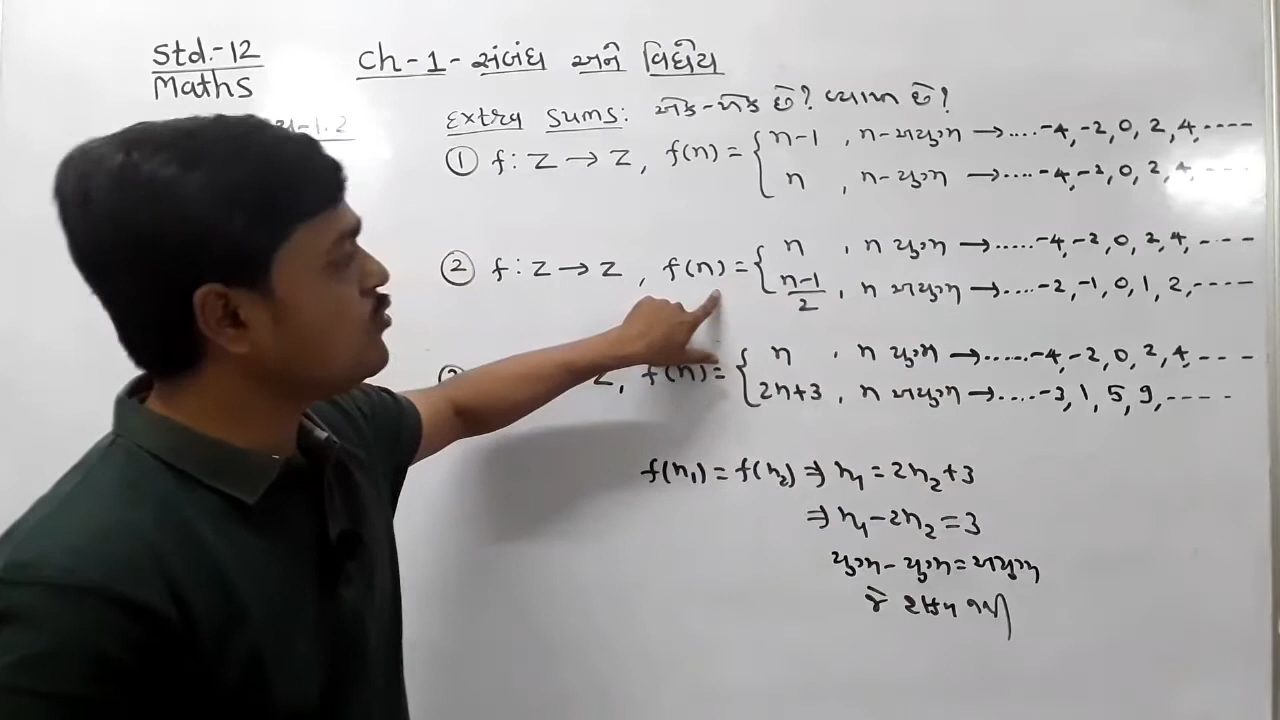 Std.-12
Maths
Ch-1-સંબંધ અને વિધેય
-1.2
Extra Sums: એક-એક છે? વ્યાપ્ત છે?
① f: Z → Z, f(n) = { n-1 , n-અયુગ્મ → ....-4, -2, 0, 2, 4, ----
n , n-યુગ્મ → ....-4, -2, 0, 2, 4, ----
② f: Z → Z , f(n) = { n , n યુગ્મ → .....-4, -2, 0, 2, 4, ---
n-1/2 , n અયુગ્મ → ....-2, -1, 0, 1, 2, ----
Z, f(n) = { n , n યુગ્મ → .....-4, -2, 0, 2, 4, ---
2n+3 , n અયુગ્મ → ....-3, 1, 5, 9, ----
f(n₁) = f(n₂) ⇒ n₁ = 2n₂ + 3
⇒ n₁ - 2n₂ = 3
યુગ્મ - યુગ્મ = અયુગ્મ
જે શક્ય નથી